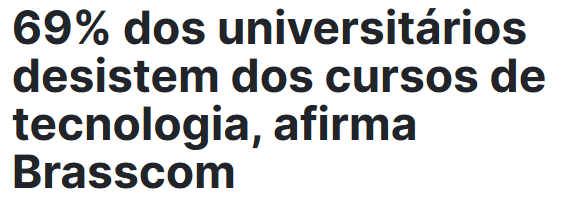 69% dos universitários
desistem dos cursos de
tecnologia, afirma
Brasscom